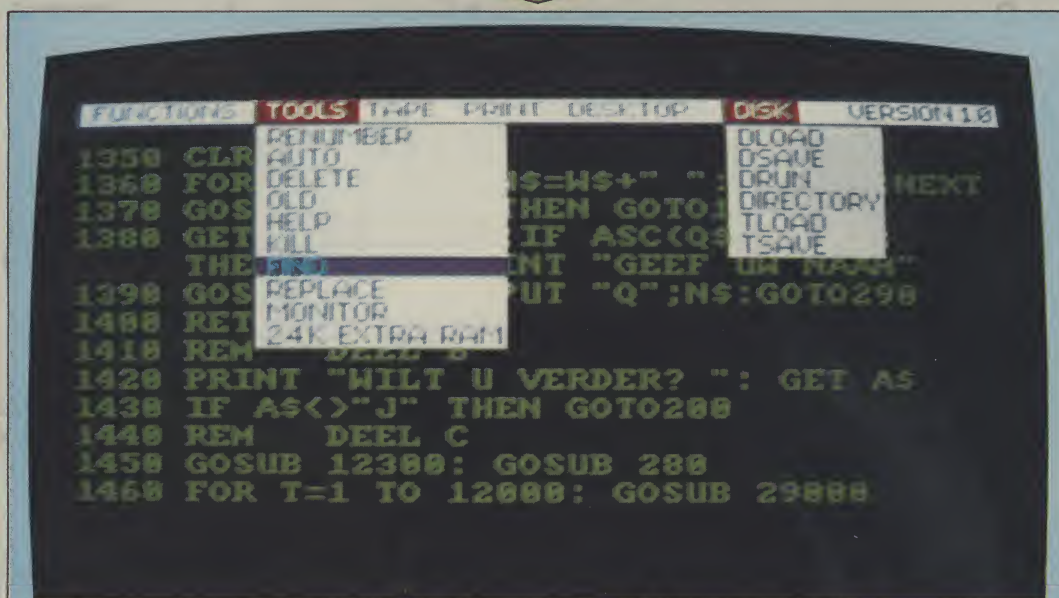 FUNCTIONS TOOLS TAPE PRINT DESKTOP DISK VERSION 1.0
RENUMBER
AUTO
DELETE
OLD
HELP
KILL
FIND
REPLACE
MONITOR
24K EXTRA RAM
DLOAD
DSAVE
DRUN
DIRECTORY
TLOAD
TSAVE
1350 CLR
1360 FOR N$=W$+" ": NEXT
1370 GOS THEN GOTO
1380 GET IF ASC(Q$
THE NT "GEEF UW NAAM"
1390 GOS PUT "Q";N$:GOTO290
1400 RET
1410 REM DEEL B
1420 PRINT "WILT U VERDER? ": GET A$
1430 IF A$<>"J" THEN GOTO200
1440 REM DEEL C
1450 GOSUB 12300: GOSUB 280
1460 FOR T=1 TO 12000: GOSUB 29000